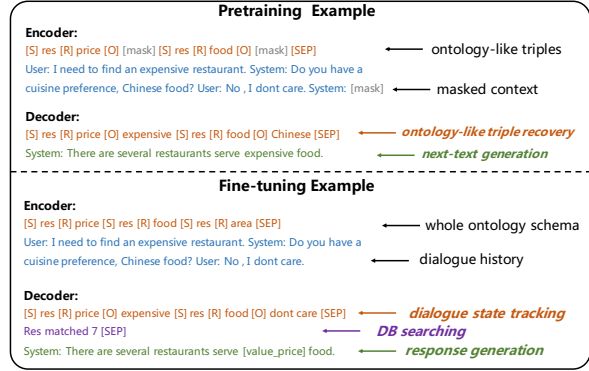 Pretraining Example
Encoder:
[S] res [R] price [O] [mask] [S] res [R] food [O] [mask] [SEP] ontology-like triples
User: I need to find an expensive restaurant. System: Do you have a
cuisine preference, Chinese food? User: No , I dont care. System: [mask] masked context
Decoder:
[S] res [R] price [O] expensive [S] res [R] food [O] Chinese [SEP] ontology-like triple recovery
System: There are several restaurants serve expensive food. next-text generation
Fine-tuning Example
Encoder:
[S] res [R] price [S] res [R] food [S] res [R] area [SEP] whole ontology schema
User: I need to find an expensive restaurant. System: Do you have a
cuisine preference, Chinese food? User: No , I dont care. dialogue history
Decoder:
[S] res [R] price [O] expensive [S] res [R] food [O] dont care [SEP] dialogue state tracking
Res matched 7 [SEP] DB searching
System: There are several restaurants serve [value_price] food. response generation